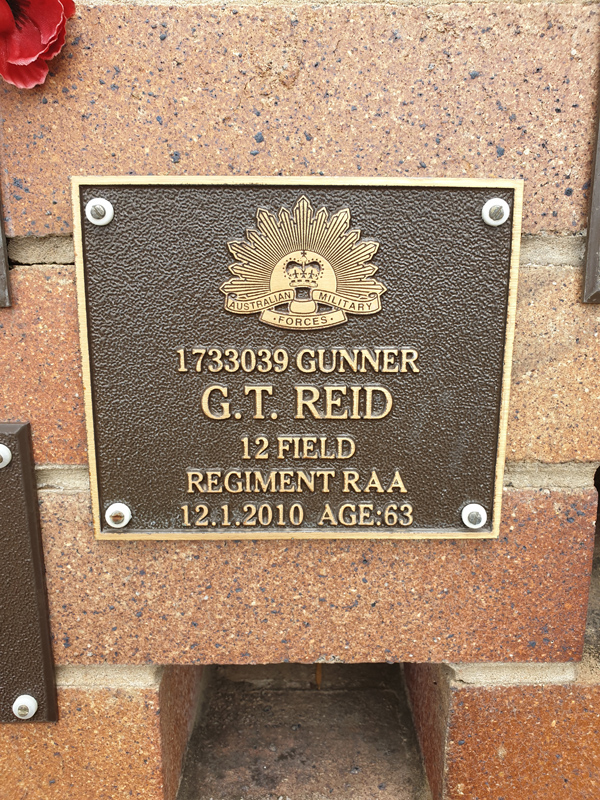 AUSTRALIAN MILITARY
·FORCES·
1733039 GUNNER
G.T. REID
12 FIELD
REGIMENT RAA
12.1.2010 AGE:63